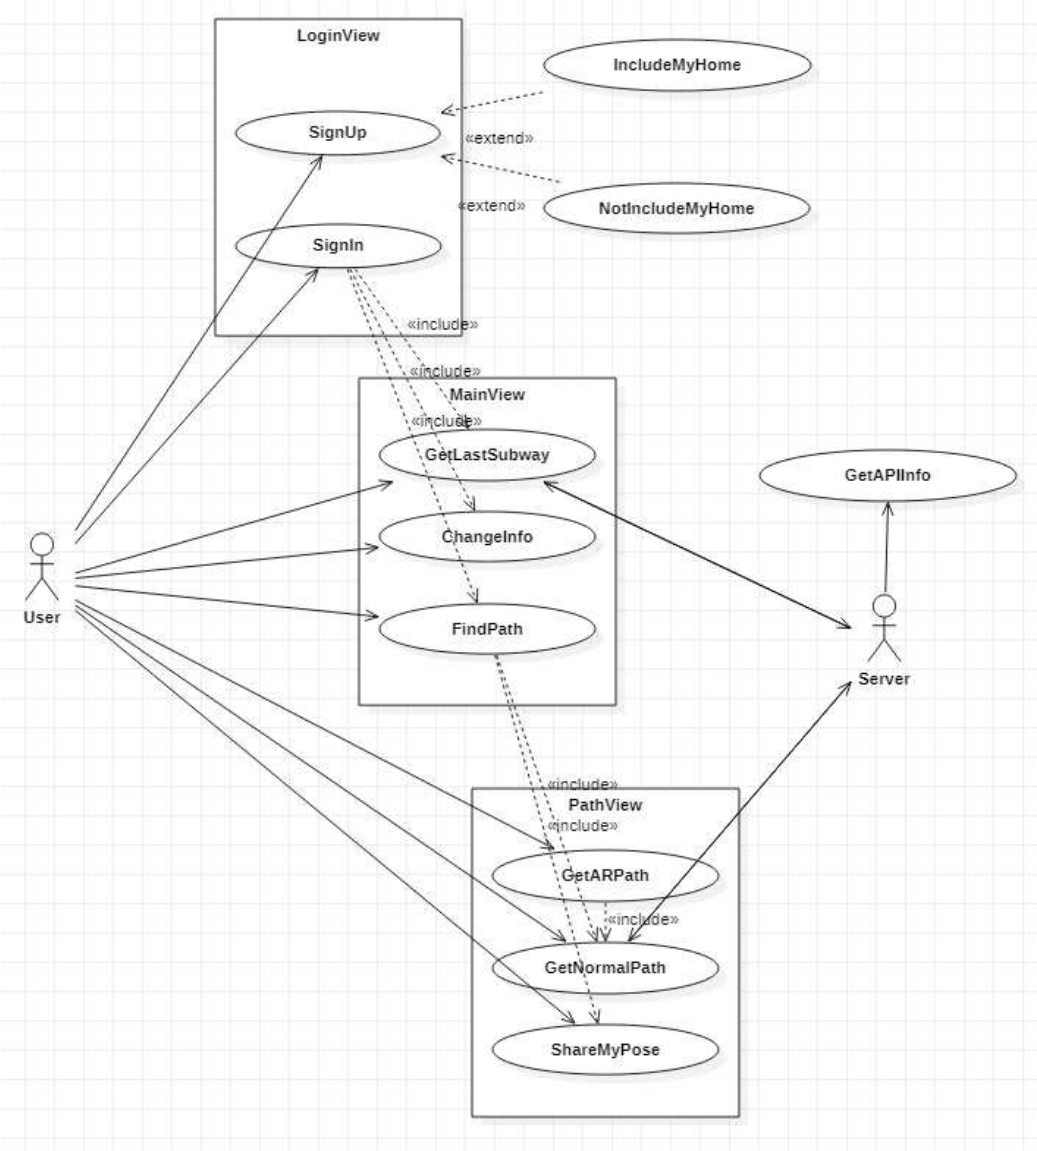 LoginView
IncludeMyHome
SignUp
«extend»
«extend»
NotIncludeMyHome
SignIn
«include»
«include»
MainView
«include»
GetLastSubway
GetAPIInfo
ChangeInfo
User
FindPath
Server
«include»
PathView
«include»
GetARPath
«include»
GetNormalPath
ShareMyPose